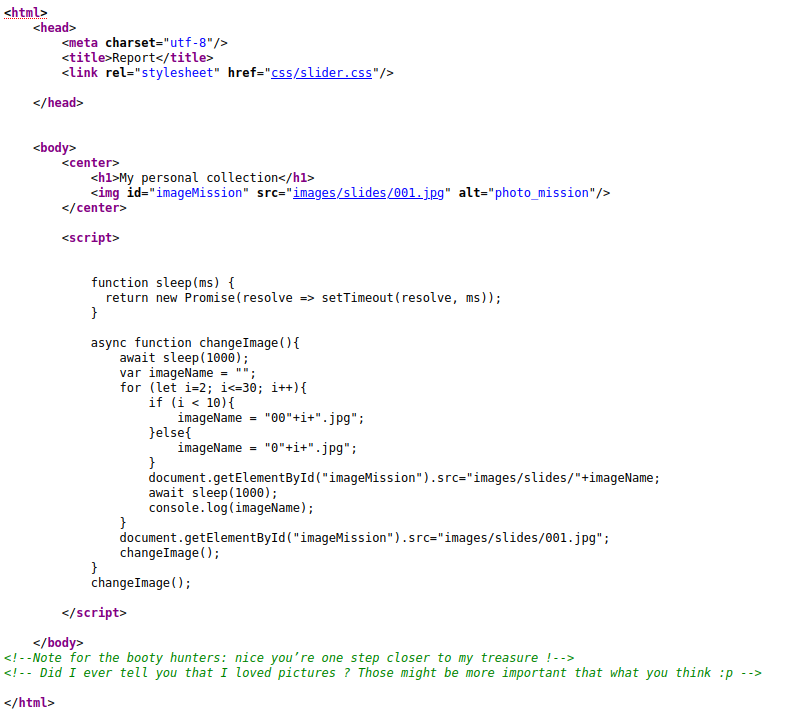 <html>
<head>
<meta charset="utf-8"/>
<title>Report</title>
<link rel="stylesheet" href="css/slider.css"/>
</head>
<body>
<center>
<h1>My personal collection</h1>
<img id="imageMission" src="images/slides/001.jpg" alt="photo_mission"/>
</center>
<script>
function sleep(ms) {
return new Promise(resolve => setTimeout(resolve, ms));
}
async function changeImage(){
await sleep(1000);
var imageName = "";
for (let i=2; i<=30; i++){
if (i < 10){
imageName = "00"+i+".jpg";
}else{
imageName = "0"+i+".jpg";
}
document.getElementById("imageMission").src="images/slides/"+imageName;
await sleep(1000);
console.log(imageName);
}
document.getElementById("imageMission").src="images/slides/001.jpg";
changeImage();
}
changeImage();
</script>
</body>
<!--Note for the booty hunters: nice you’re one step closer to my treasure !-->
<!-- Did I ever tell you that I loved pictures ? Those might be more important that what you think :p -->
</html>